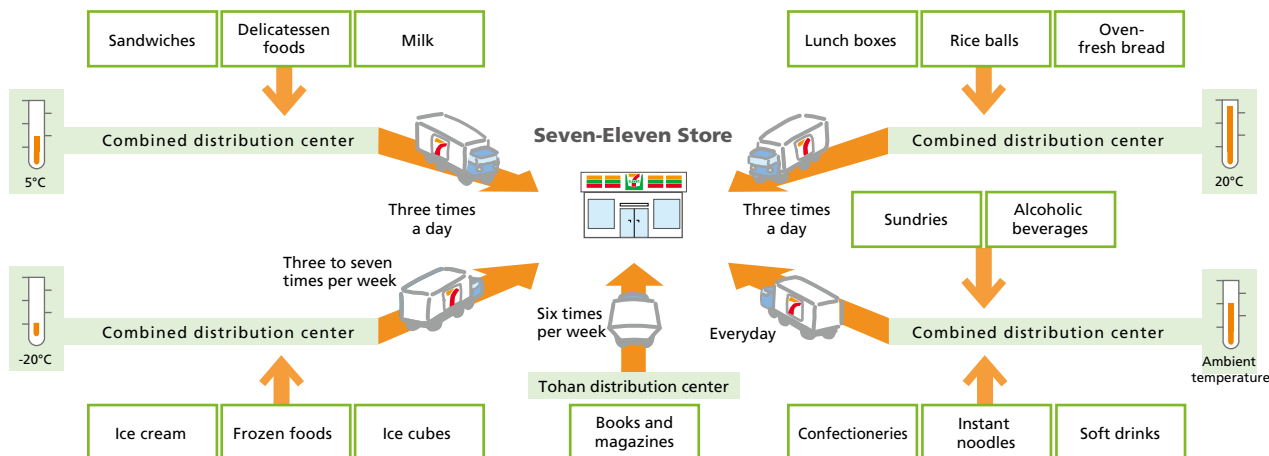 Sandwiches
Delicatessen
foods
Milk
Lunch boxes
Rice balls
Oven-
fresh bread
Combined distribution center
5°C
Three times
a day
Seven-Eleven Store
Combined distribution center
20°C
Three times
a day
Sundries
Alcoholic
beverages
Three to seven
times per week
Combined distribution center
-20°C
Six times
per week
Everyday
Combined distribution center
Ambient
temperature
Tohan distribution center
Ice cream
Frozen foods
Ice cubes
Books and
magazines
Confectioneries
Instant
noodles
Soft drinks